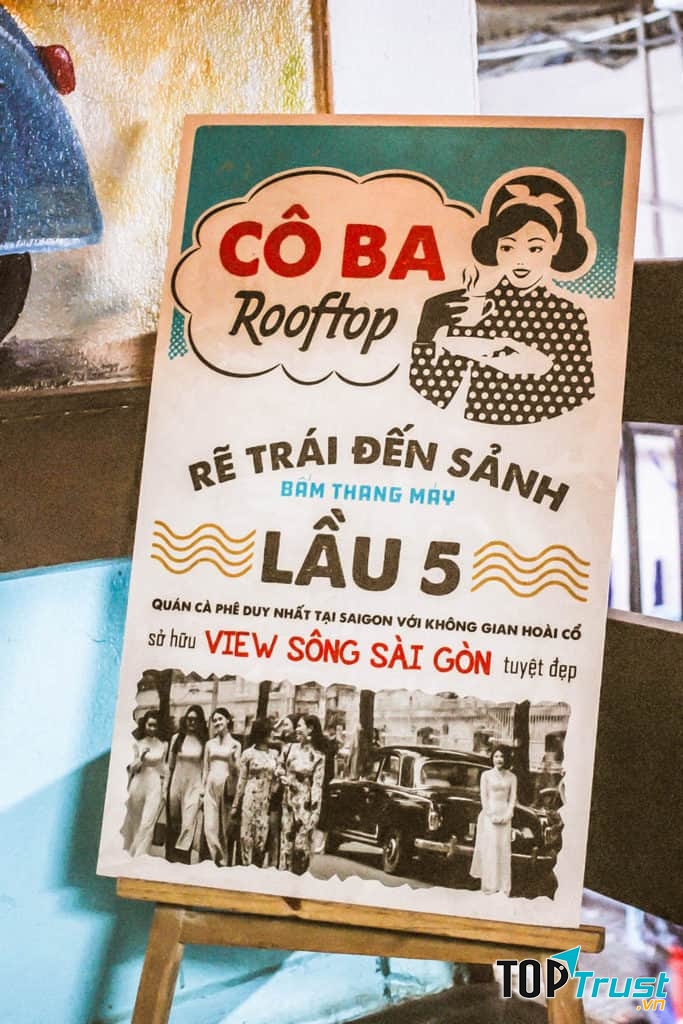 CÔ BA
Rooftop
RẼ TRÁI ĐẾN SẢNH
BẤM THANG MÁY
LẦU 5
QUÁN CÀ PHÊ DUY NHẤT TẠI SAIGON VỚI KHÔNG GIAN HOÀI CỔ
sở hữu VIEW SÔNG SÀI GÒN tuyệt đẹp
TOPTrust
.vn